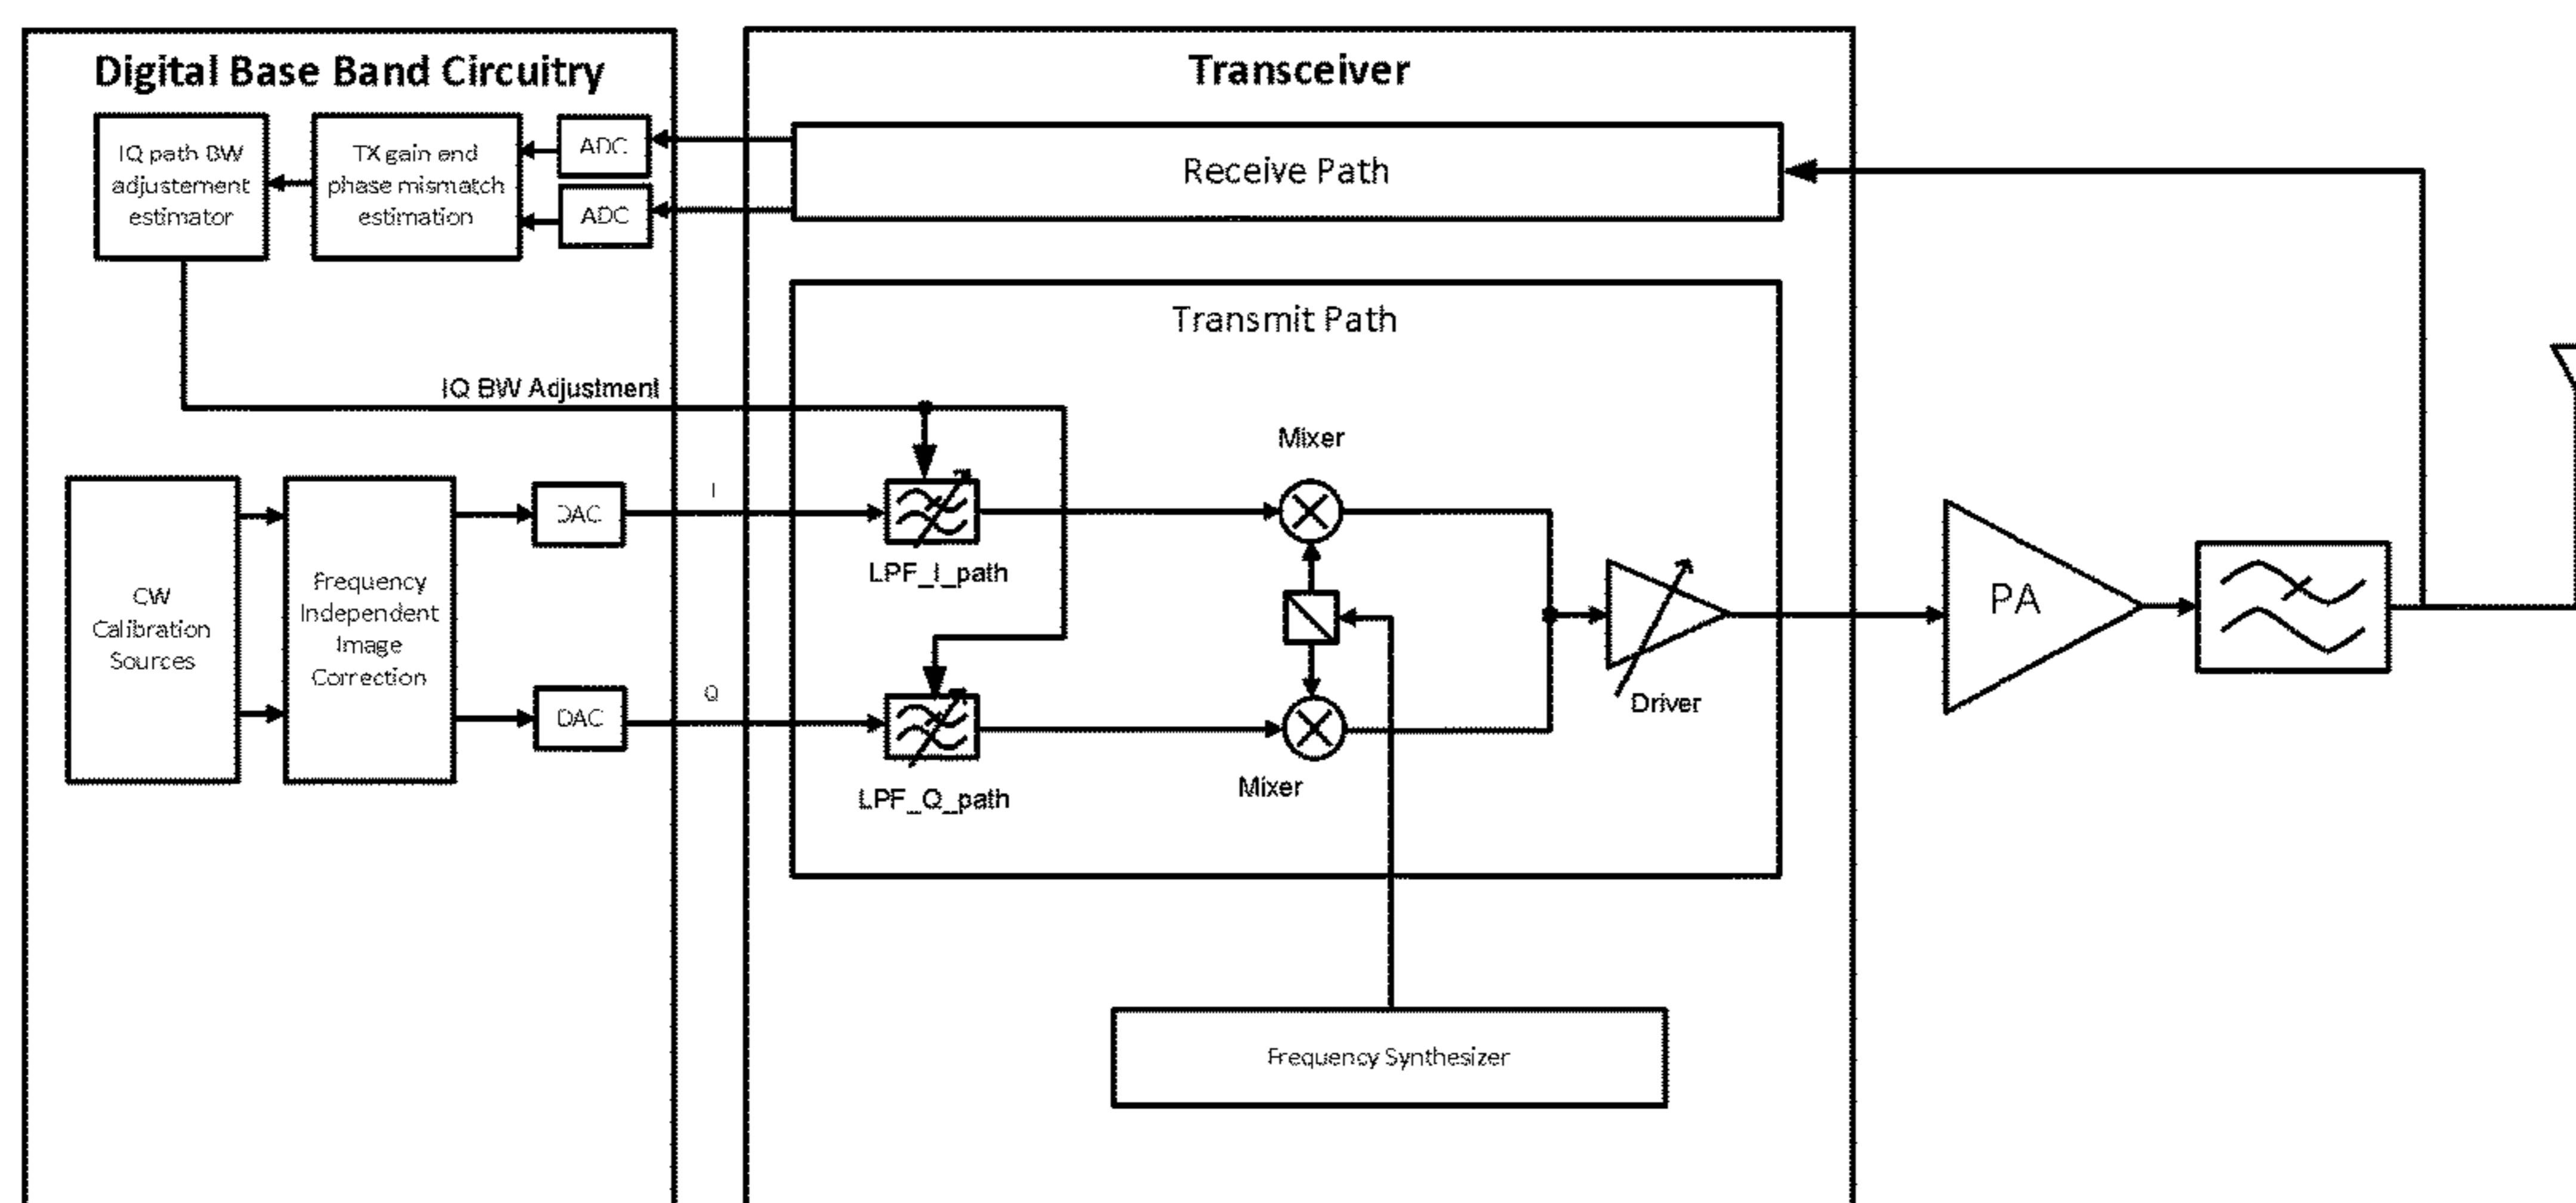 Digital Base Band Circuitry
Transceiver
IQ path BW
adjustement
estimator
TX gain and
phase mismatch
estimation
ADC
ADC
Receive Path
Transmit Path
IQ BW Adjustment
Mixer
CW
Calibration
Sources
Frequency
Independent
Image
Correction
DAC
DAC
I
Q
LPF_I_path
LPF_Q_path
Mixer
Driver
PA
Frequency Synthesizer